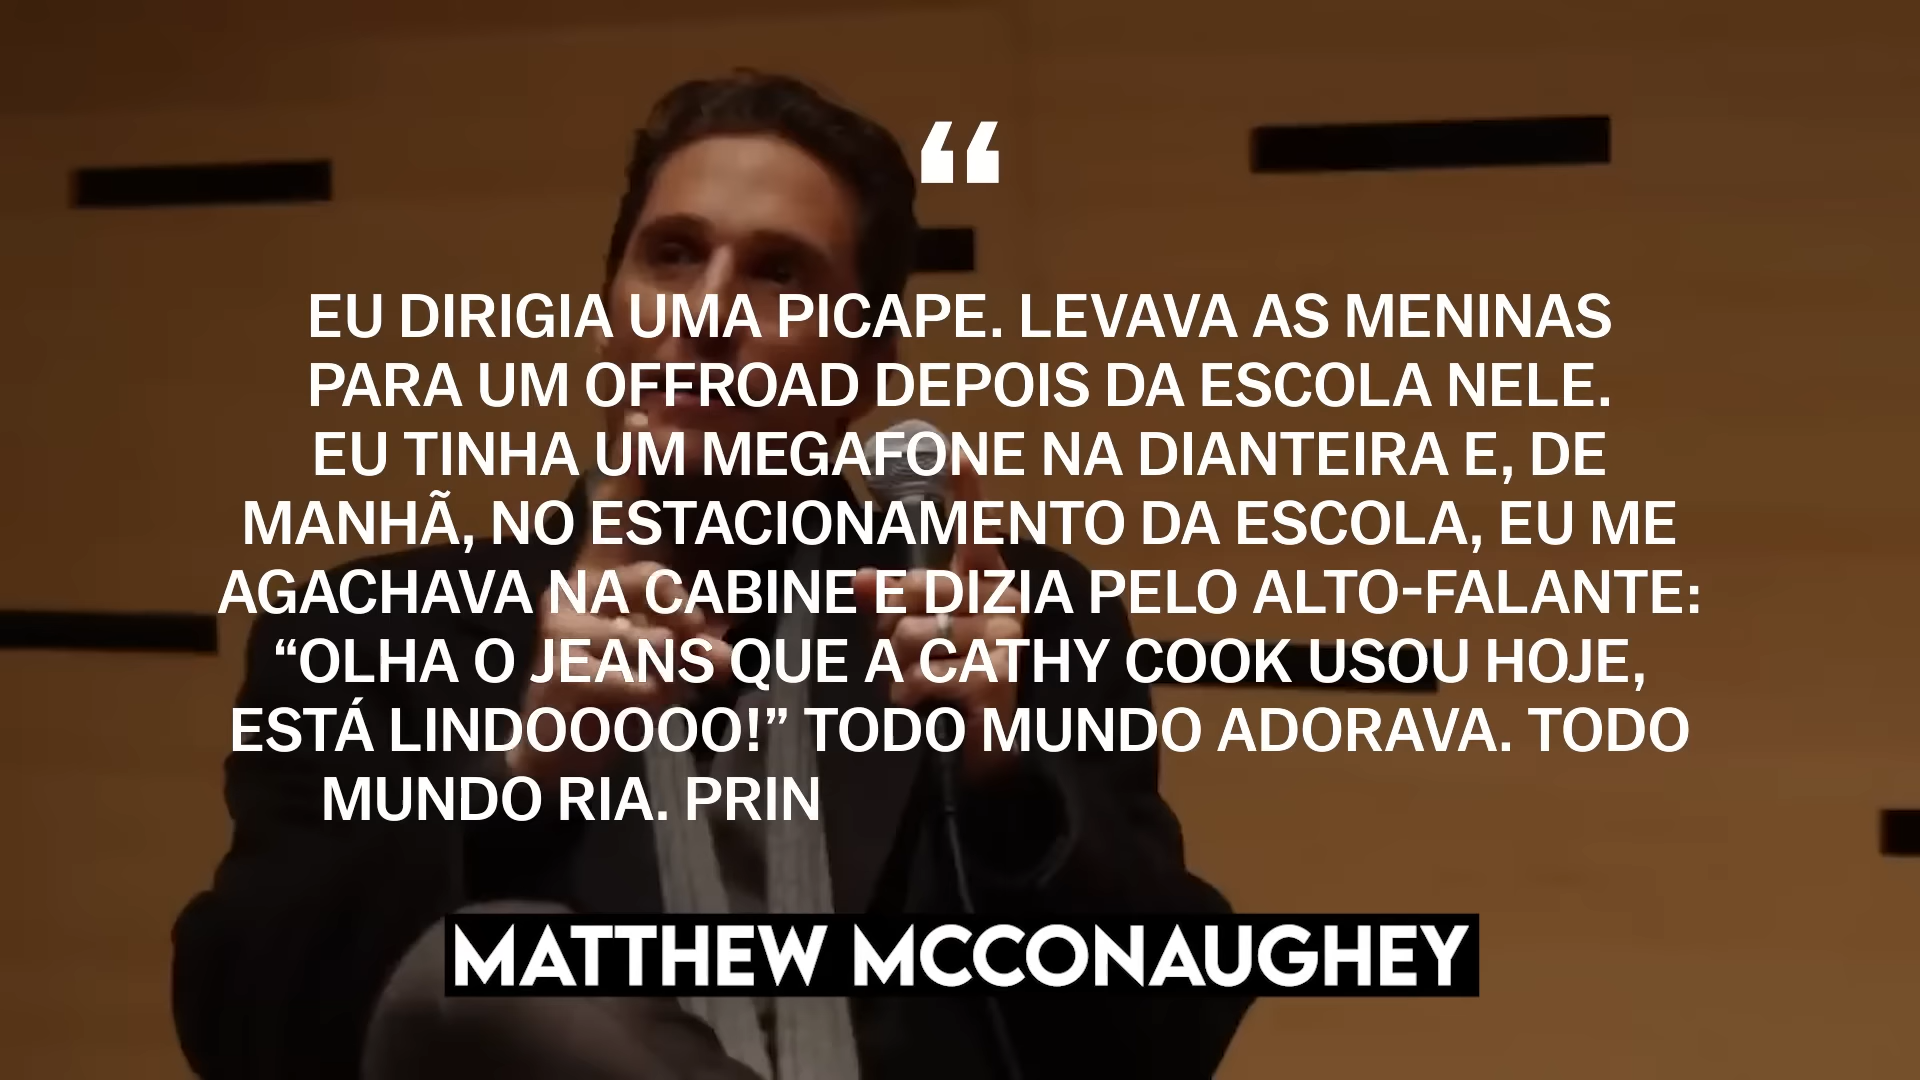 “
EU DIRIGIA UMA PICAPE. LEVAVA AS MENINAS
PARA UM OFFROAD DEPOIS DA ESCOLA NELE.
EU TINHA UM MEGAFONE NA DIANTEIRA E, DE
MANHÃ, NO ESTACIONAMENTO DA ESCOLA, EU ME
AGACHAVA NA CABINE E DIZIA PELO ALTO-FALANTE:
“OLHA O JEANS QUE A CATHY COOK USOU HOJE,
ESTÁ LINDOOOOO!” TODO MUNDO ADORAVA. TODO
MUNDO RIA. PRIN
MATTHEW MCCONAUGHEY